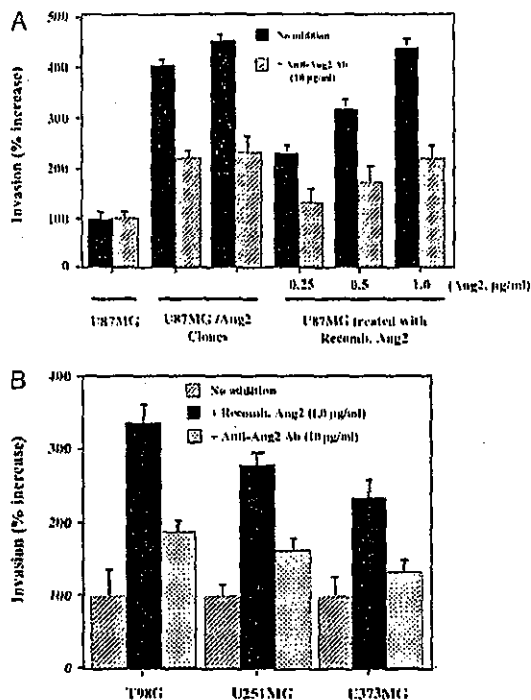 A
500
400
300
200
100
0
Invasion (% increase)
No addition
+ Anti-Ang2 Ab
(10 µg/ml)
0.25 0.5 1.0 (Ang2, µg/ml)
U87MG U87MG /Ang2 Clones U87MG treated with Recomb. Ang2
B
400
300
200
100
0
Invasion (% increase)
No addition
+ Recomb. Ang2 (1.0 µg/ml)
+ Anti-Ang2 Ab (10 µg/ml)
T98G U251MG U373MG